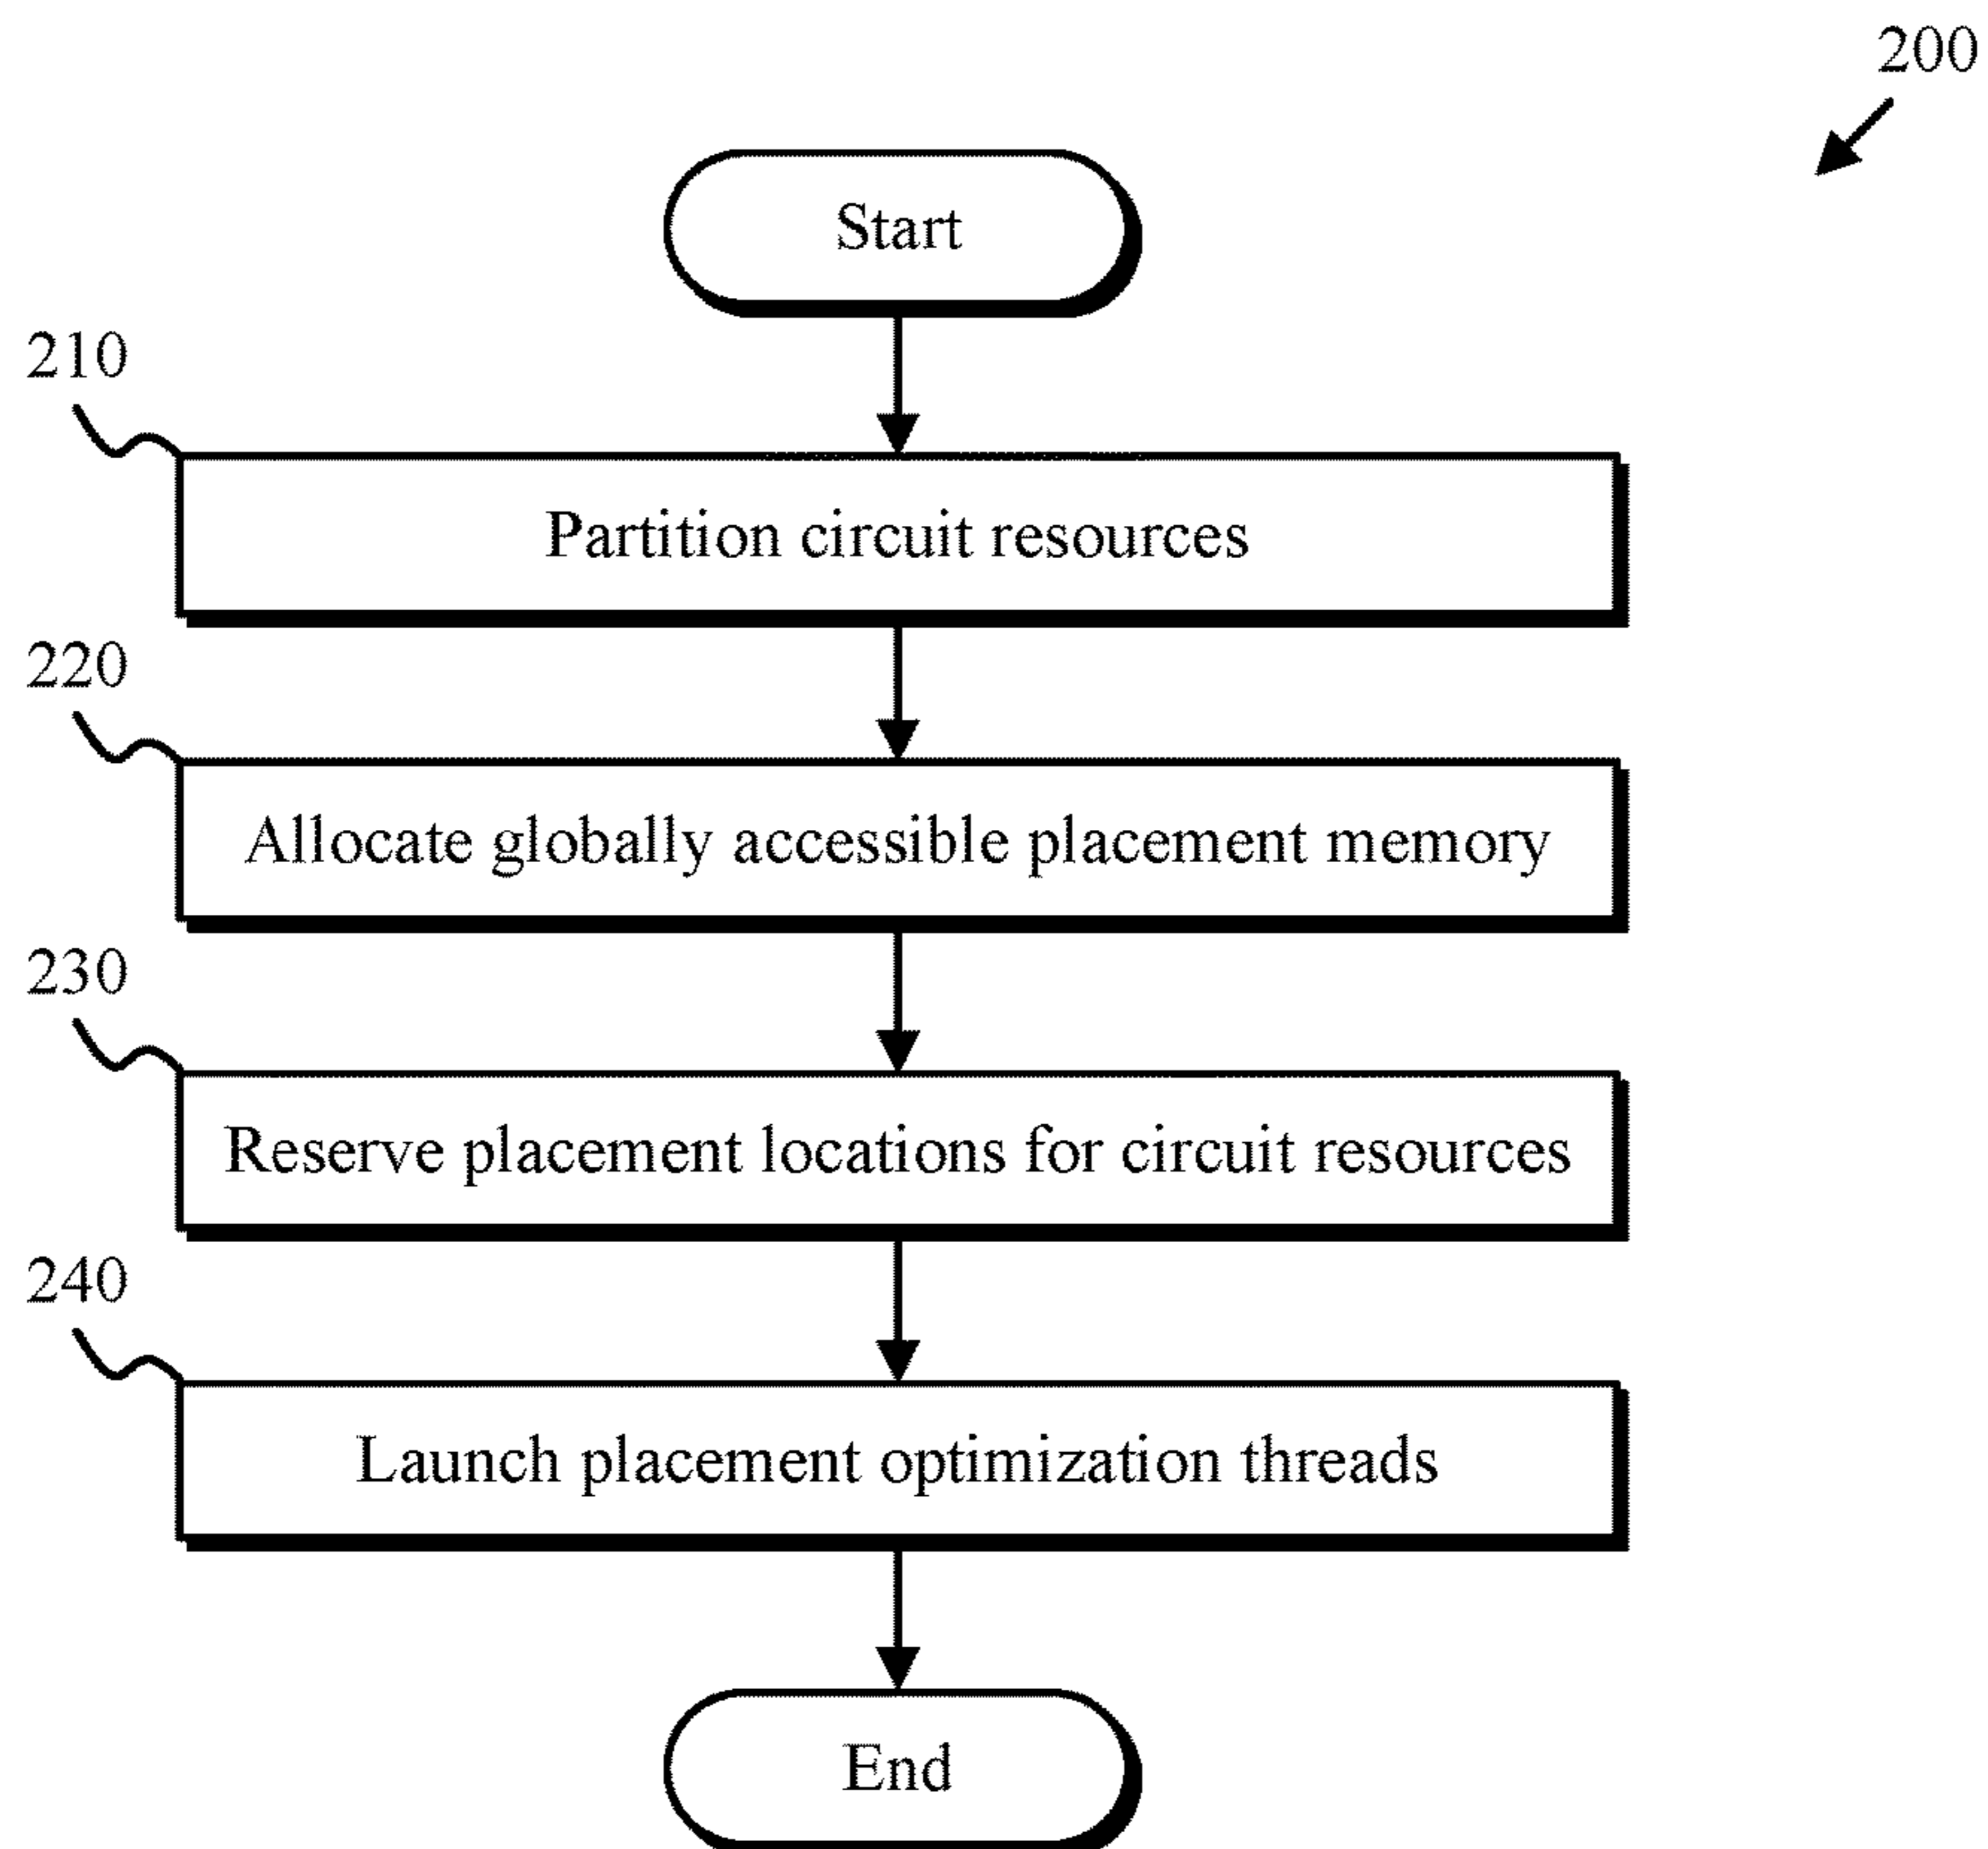 200
Start
210
Partition circuit resources
220
Allocate globally accessible placement memory
230
Reserve placement locations for circuit resources
240
Launch placement optimization threads
End